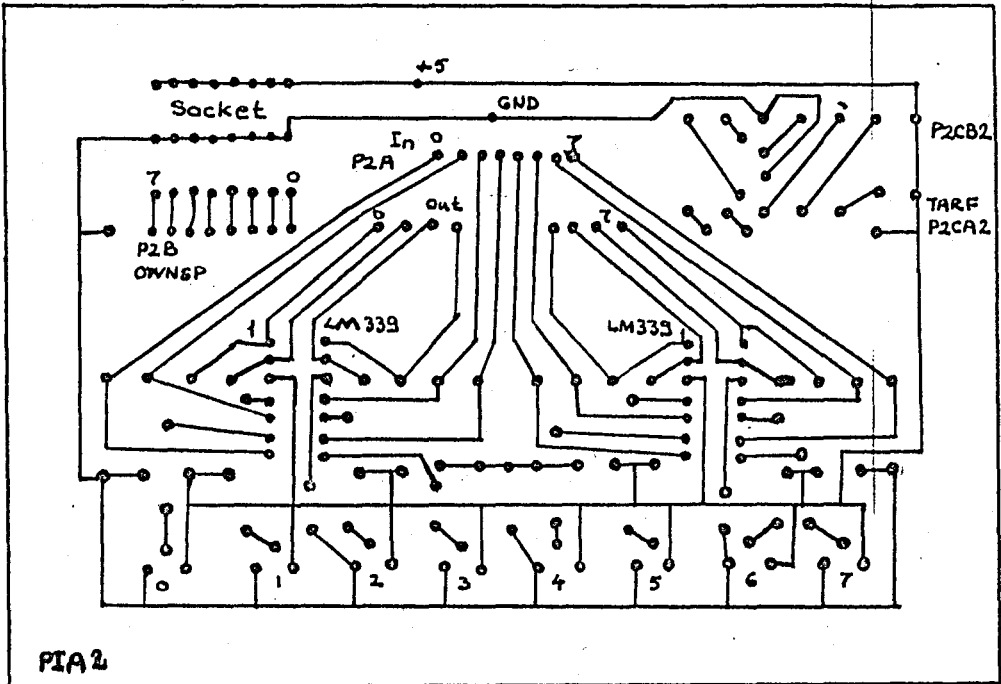 +5
Socket
GND
In 0
7
P2A
P2CB2
7 0
Out
7
TARF
P2CA2
P2B
OWNSP
1
LM339
LM339
1
0
1
2
3
4
5
6
7
PIA2